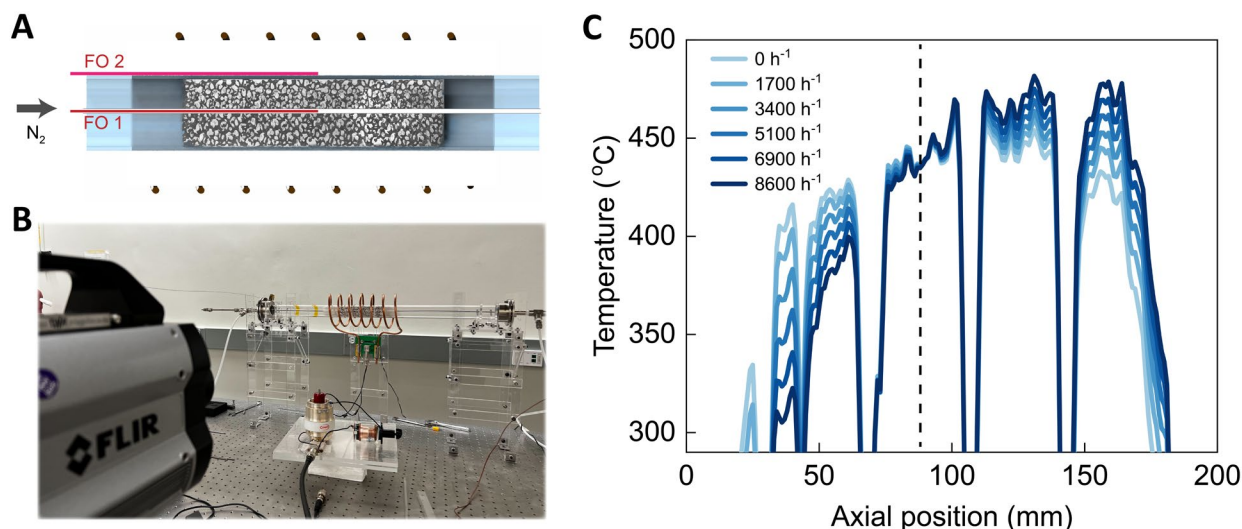 A
FO 2
FO 1
N₂
B
FLIR
C
500
450
400
350
300
0 h⁻¹
1700 h⁻¹
3400 h⁻¹
5100 h⁻¹
6900 h⁻¹
8600 h⁻¹
Temperature (°C)
0
50
100
150
200
Axial position (mm)